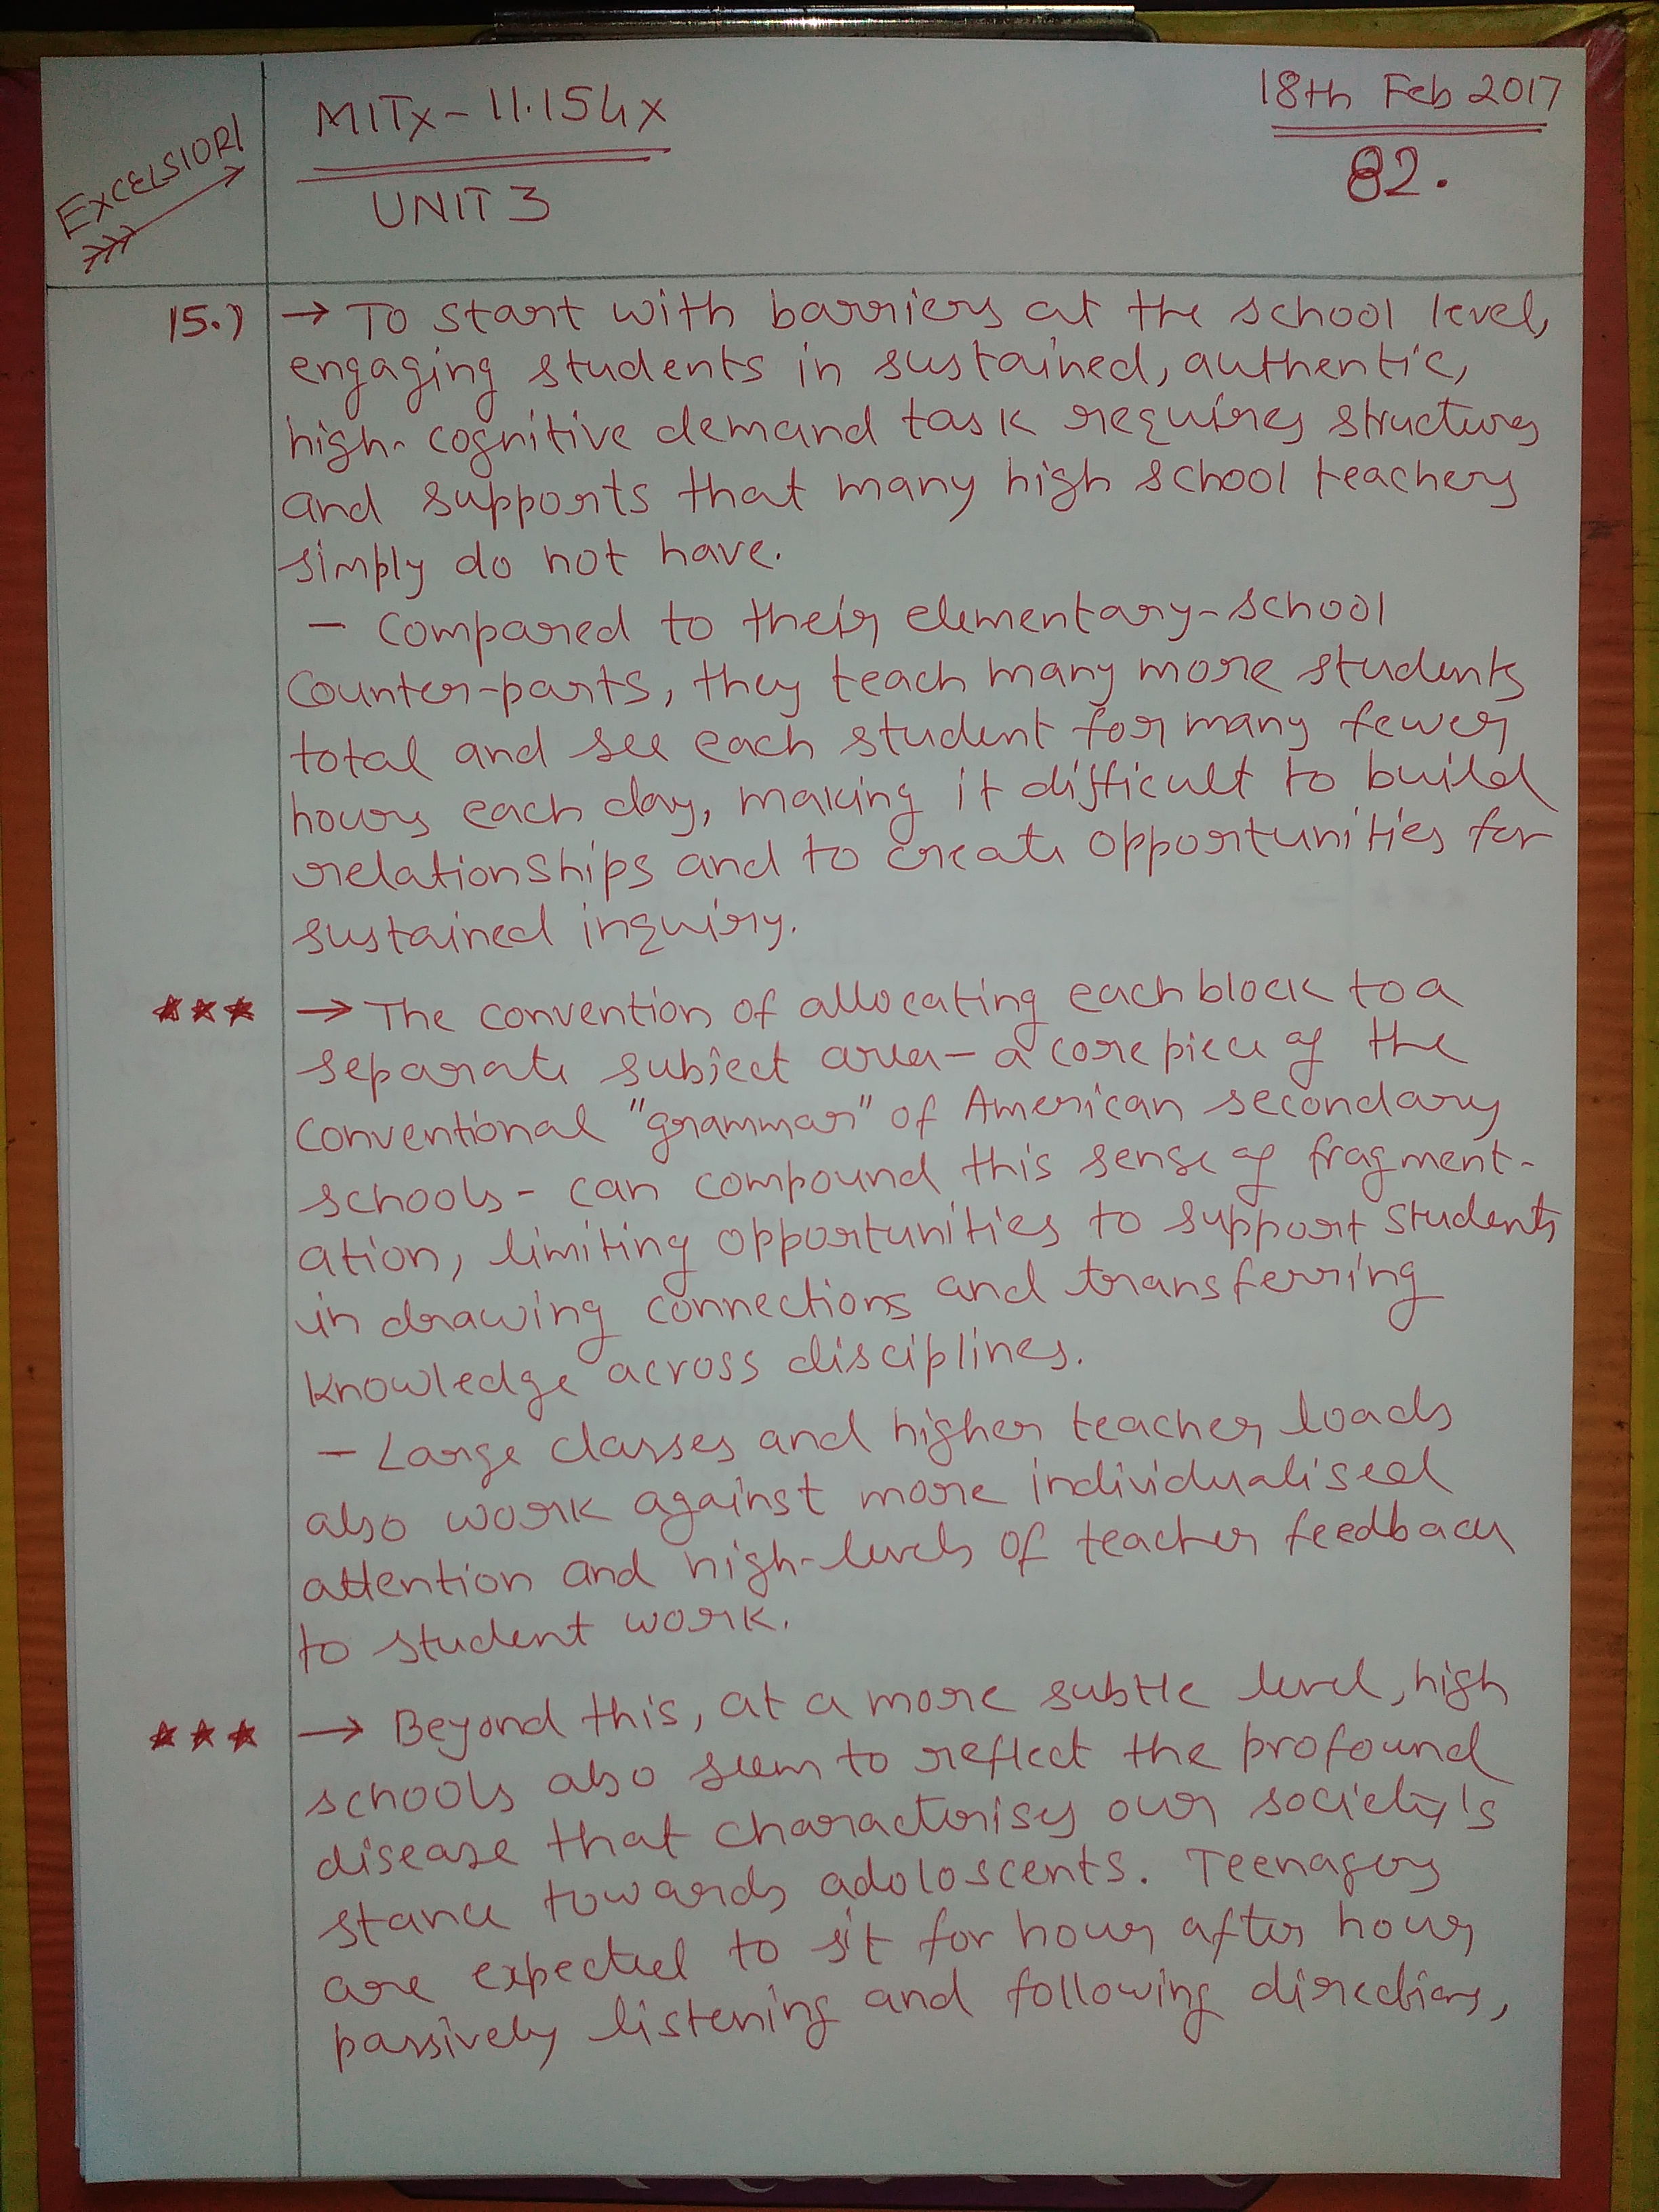 EXCELSIOR!
MITx - 11.154x
UNIT 3
18th Feb 2017
82.
15.) → To start with barriers at the school level,
engaging students in sustained, authentic,
high-cognitive demand task requires structures
and supports that many high school teachers
simply do not have.
- Compared to their elementary-school
counter-parts, they teach many more students
total and see each student for many fewer
hours each day, making it difficult to build
relationships and to create opportunities for
sustained inquiry.
*** → The convention of allocating each block to a
separate subject area - a core piece of the
conventional "grammar" of American secondary
schools - can compound this sense of fragment-
ation, limiting opportunities to support students
in drawing connections and transferring
knowledge across disciplines.
- Large classes and higher teacher loads
also work against more individualised
attention and high-levels of teacher feedback
to student work.
*** → Beyond this, at a more subtle level, high
schools also seem to reflect the profound
disease that characterises our society's
stance towards adoloscents. Teenagers
are expected to sit for hour after hour
passively listening and following directions,